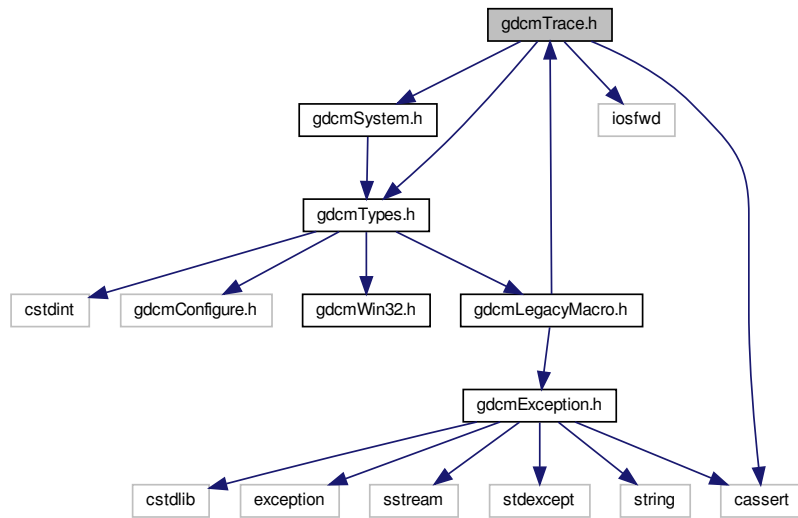 gdcmTrace.h
gdcmSystem.h
iosfwd
gdcmTypes.h
cstdint
gdcmConfigure.h
gdcmWin32.h
gdcmLegacyMacro.h
gdcmException.h
cstdlib
exception
sstream
stdexcept
string
cassert